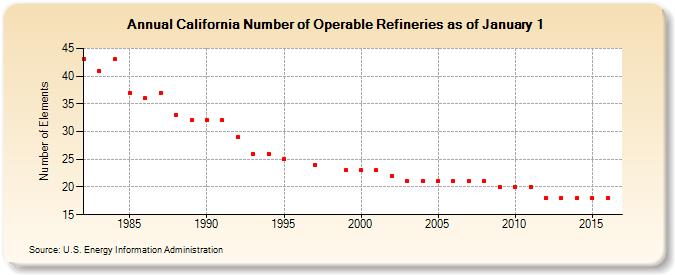 Annual California Number of Operable Refineries as of January 1
Number of Elements
45
40
35
30
25
20
15
1985 1990 1995 2000 2005 2010 2015
Source: U.S. Energy Information Administration